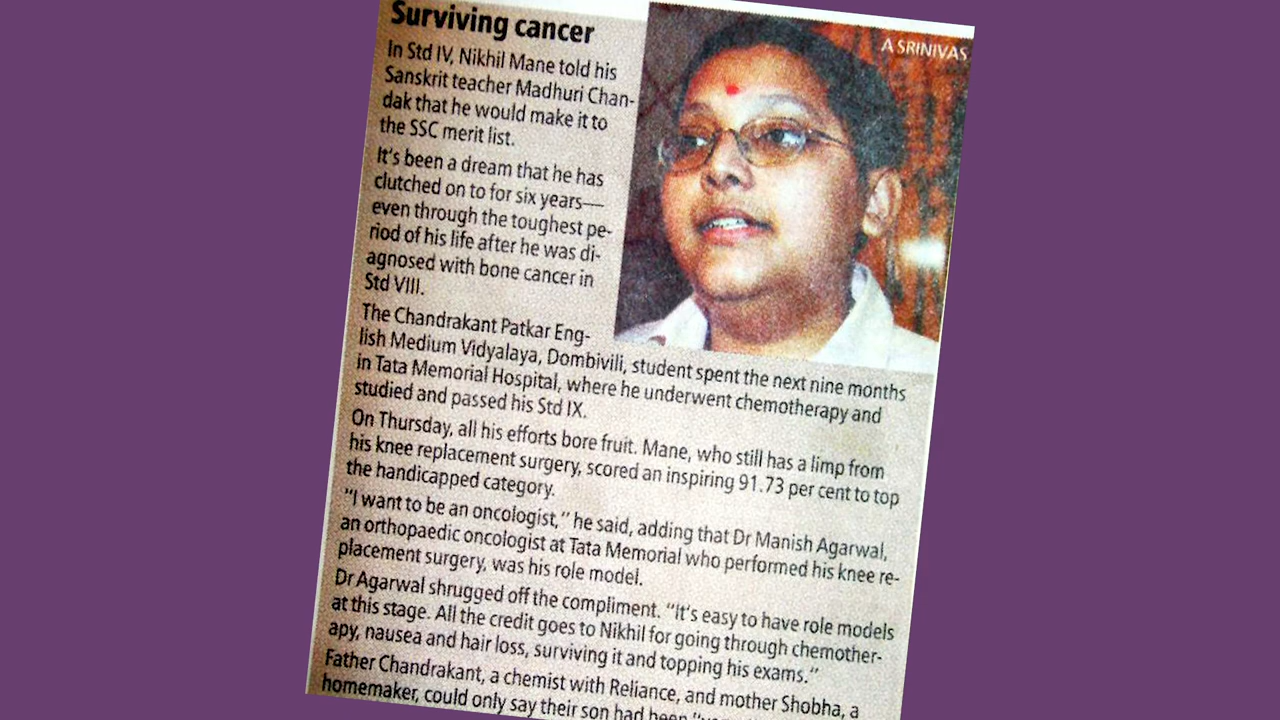 Surviving cancer
A SRINIVAS
In Std IV, Nikhil Mane told his
Sanskrit teacher Madhuri Chan-
dak that he would make it to
the SSC merit list.
It's been a dream that he has
clutched on to for six years—
even through the toughest pe-
riod of his life after he was di-
agnosed with bone cancer in
Std VIII.
The Chandrakant Patkar Eng-
lish Medium Vidyalaya, Dombivili, student spent the next nine months
in Tata Memorial Hospital, where he underwent chemotherapy and
studied and passed his Std IX.
On Thursday, all his efforts bore fruit. Mane, who still has a limp from
his knee replacement surgery, scored an inspiring 91.73 per cent to top
the handicapped category.
"I want to be an oncologist," he said, adding that Dr Manish Agarwal,
an orthopaedic oncologist at Tata Memorial who performed his knee re-
placement surgery, was his role model.
Dr Agarwal shrugged off the compliment. "It's easy to have role models
at this stage. All the credit goes to Nikhil for going through chemother-
apy, nausea and hair loss, surviving it and topping his exams."
Father Chandrakant, a chemist with Reliance, and mother Shobha, a
homemaker, could only say their son had been